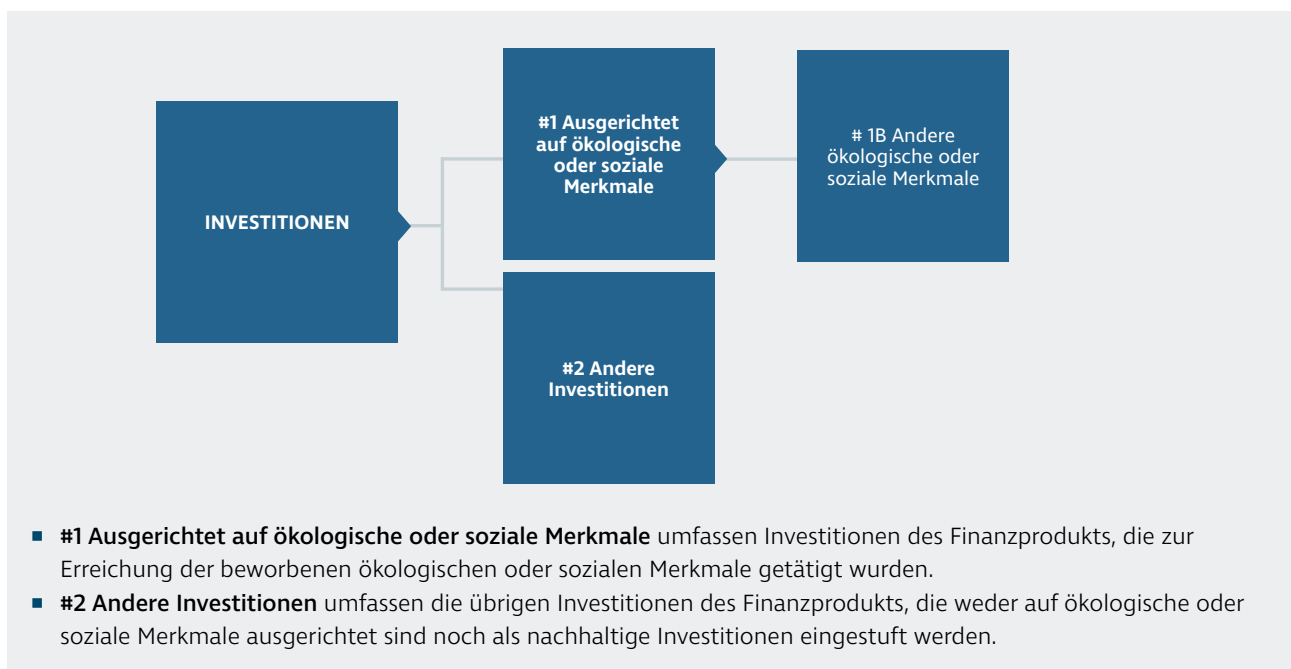 INVESTITIONEN
#1 Ausgerichtet
auf ökologische
oder soziale
Merkmale
# 1B Andere
ökologische oder
soziale Merkmale
#2 Andere
Investitionen
▪ #1 Ausgerichtet auf ökologische oder soziale Merkmale umfassen Investitionen des Finanzprodukts, die zur
Erreichung der beworbenen ökologischen oder sozialen Merkmale getätigt wurden.
▪ #2 Andere Investitionen umfassen die übrigen Investitionen des Finanzprodukts, die weder auf ökologische oder
soziale Merkmale ausgerichtet sind noch als nachhaltige Investitionen eingestuft werden.